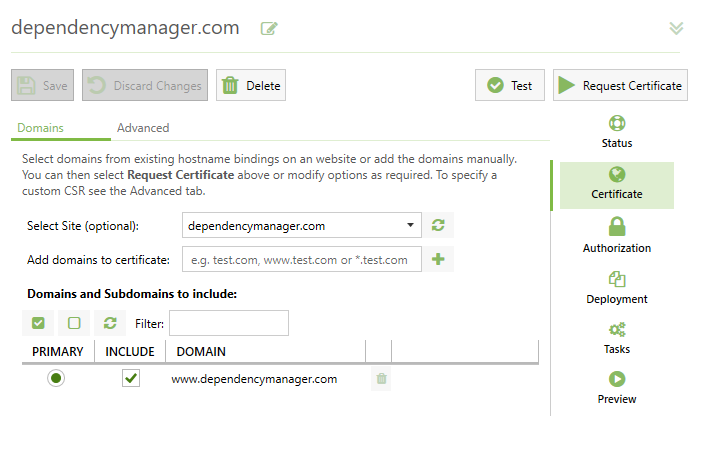 dependencymanager.com
Save Discard Changes Delete Test Request Certificate
Domains Advanced
Select domains from existing hostname bindings on an website or add the domains manually.
You can then select Request Certificate above or modify options as required. To specify a
custom CSR see the Advanced tab.
Select Site (optional): dependencymanager.com
Add domains to certificate: e.g. test.com, www.test.com or *.test.com
Domains and Subdomains to include:
Filter:
PRIMARY INCLUDE DOMAIN
www.dependencymanager.com
Status
Certificate
Authorization
Deployment
Tasks
Preview